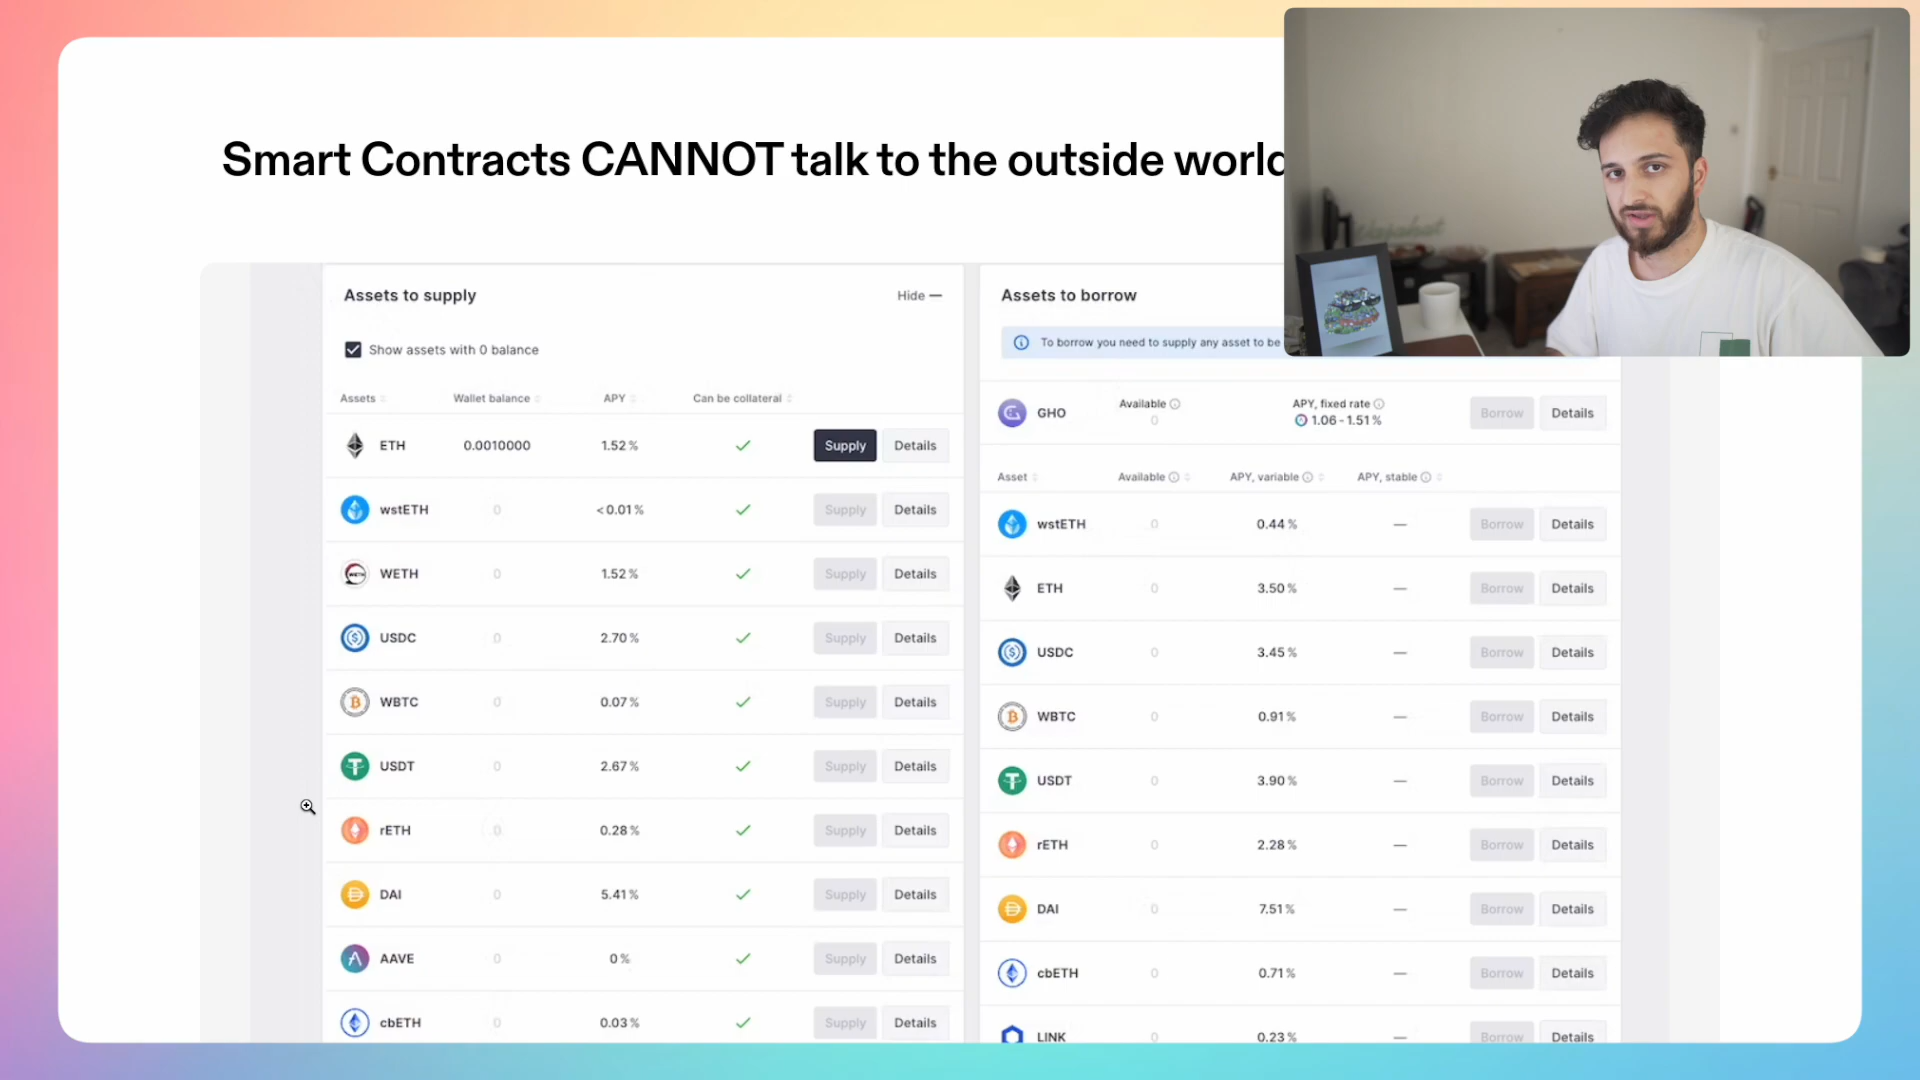 Smart Contracts CANNOT talk to the outside world
Assets to supply
Hide —
Show assets with 0 balance
Assets Wallet balance APY Can be collateral
ETH 0.0010000 1.52 % Supply Details
wstETH 0 <0.01 % Supply Details
WETH 0 1.52 % Supply Details
USDC 0 2.70 % Supply Details
WBTC 0 0.07 % Supply Details
USDT 0 2.67 % Supply Details
rETH 0 0.28 % Supply Details
DAI 0 5.41 % Supply Details
AAVE 0 0 % Supply Details
cbETH 0 0.03 % Supply Details
Assets to borrow
To borrow you need to supply any asset to be
GHO Available 0 APY, fixed rate 1.06 - 1.51 % Borrow Details
Asset Available APY, variable APY, stable
wstETH 0 0.44 % — Borrow Details
ETH 0 3.50 % — Borrow Details
USDC 0 3.45 % — Borrow Details
WBTC 0 0.91 % — Borrow Details
USDT 0 3.90 % — Borrow Details
rETH 0 2.28 % — Borrow Details
DAI 0 7.51 % — Borrow Details
cbETH 0 0.71 % — Borrow Details
LINK 0 0.23 % — Borrow Details